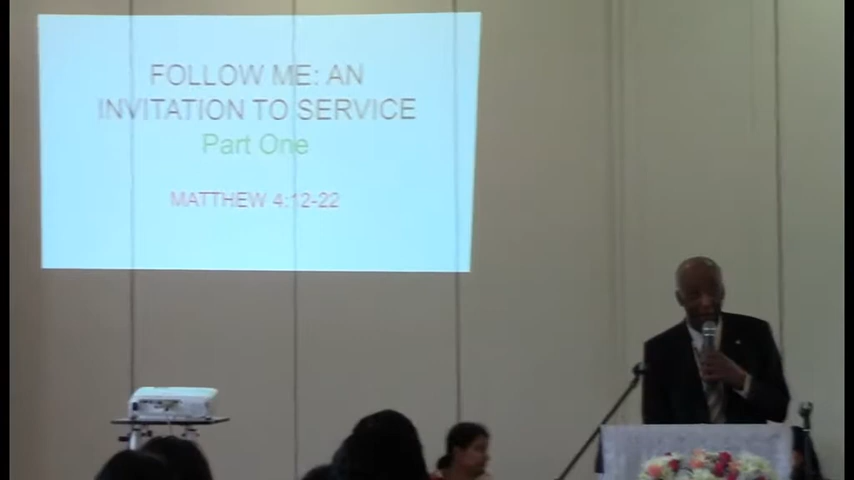 FOLLOW ME: AN
INVITATION TO SERVICE
Part One
MATTHEW 4:12-22